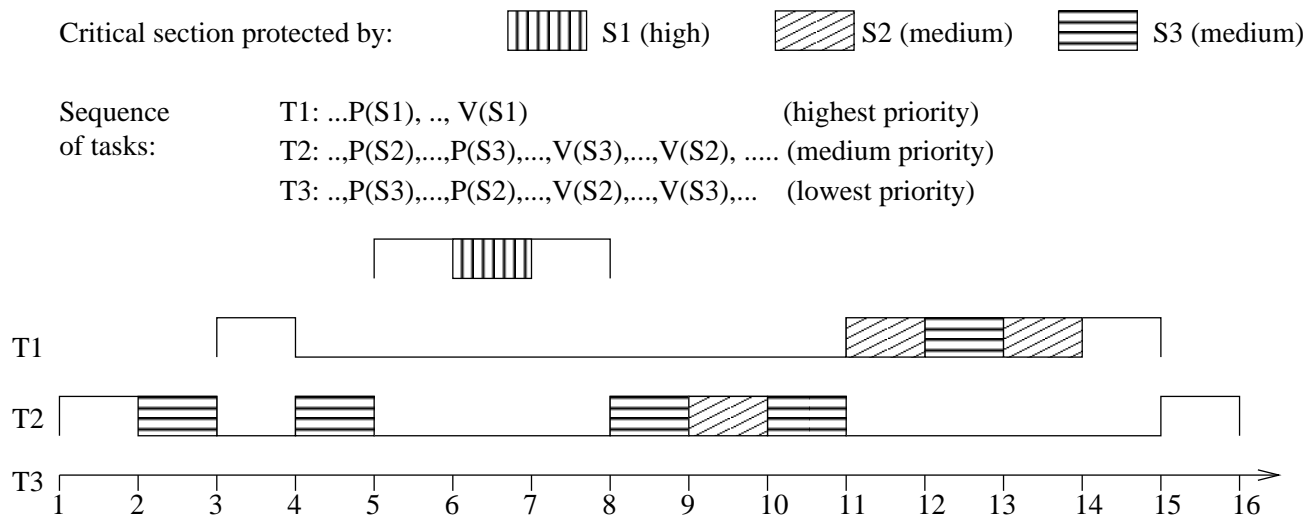 Critical section protected by: S1 (high) S2 (medium) S3 (medium)
Sequence T1: ...P(S1), .., V(S1) (highest priority)
of tasks: T2: ..,P(S2),...,P(S3),...,V(S3),...,V(S2), ..... (medium priority)
T3: ..,P(S3),...,P(S2),...,V(S2),...,V(S3),... (lowest priority)
T1
T2
T3
1 2 3 4 5 6 7 8 9 10 11 12 13 14 15 16